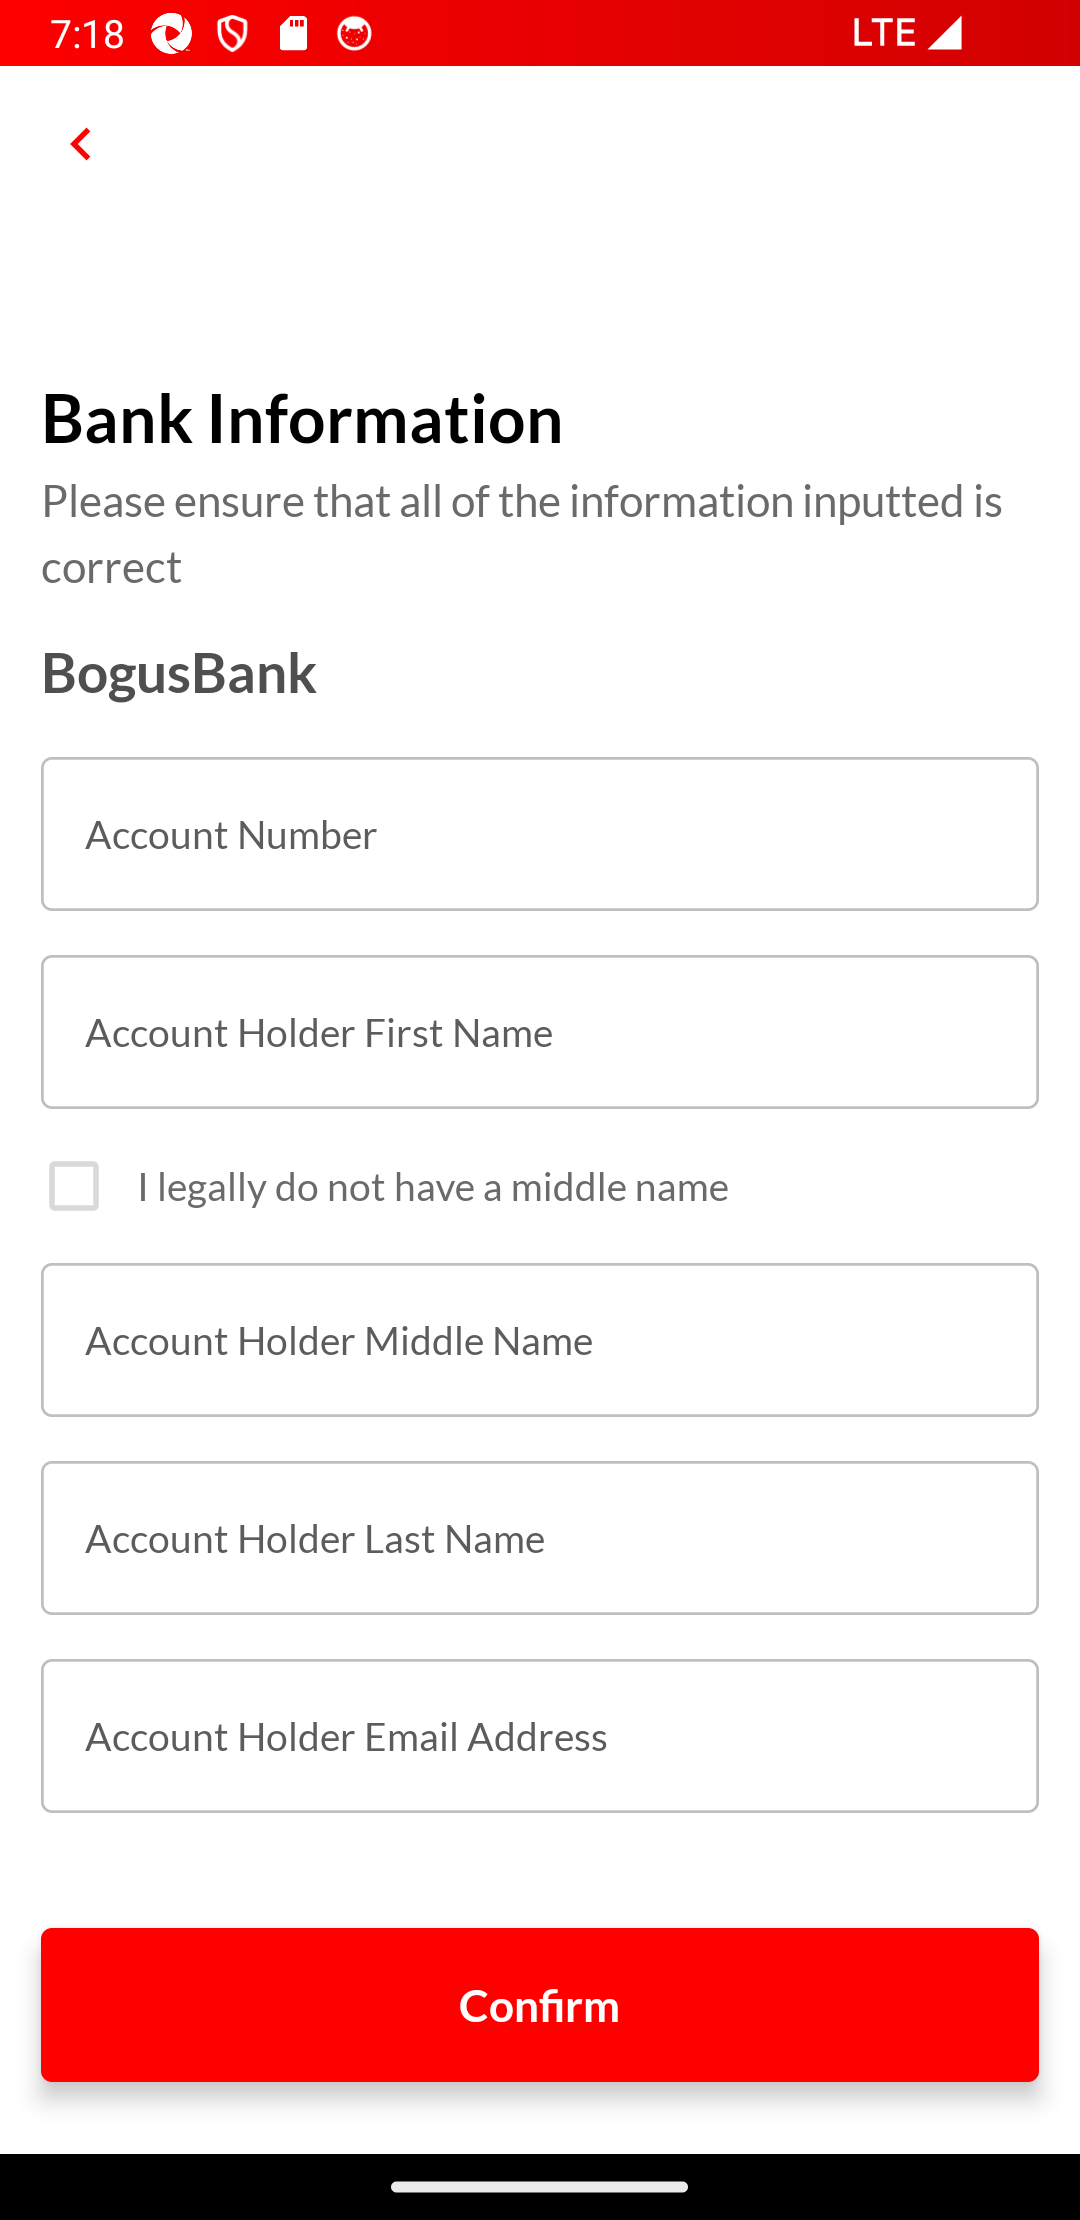 7:18 LTE
Bank Information
Please ensure that all of the information inputted is
correct
BogusBank
Account Number
Account Holder First Name
I legally do not have a middle name
Account Holder Middle Name
Account Holder Last Name
Account Holder Email Address
Confirm